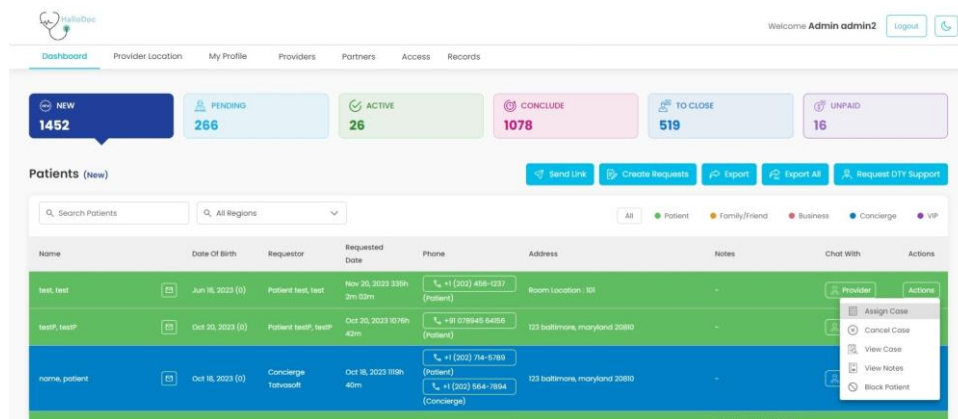 HalloDoc
Welcome Admin admin2 Logout
Dashboard Provider Location My Profile Providers Partners Access Records
NEW PENDING ACTIVE CONCLUDE TO CLOSE UNPAID
1452 266 26 1078 519 16
Patients (New) Send Link Create Requests Export Export All Request DTY Support
Search Patients All Regions All Patient Family/Friend Business Concierge VIP
Name Date Of Birth Requestor Requested Date Phone Address Notes Chat With Actions
test, test Jun 16, 2023 (0) Patient test, test Nov 20, 2023 335h 2m 02m +1 (202) 456-1237 (Patient) Room Location : 101 - Provider Actions
testP, testP Oct 20, 2023 (0) Patient testP, testP Oct 20, 2023 1076h 42m +91 078945 64156 (Patient) 123 baltimore, maryland 20810 -
name, patient Oct 18, 2023 (0) Concierge Tatvasoft Oct 18, 2023 1119h 40m +1 (202) 714-5789 (Patient) +1 (202) 564-7894 (Concierge) 123 baltimore, maryland 20810 -
Assign Case
Cancel Case
View Case
View Notes
Block Patient